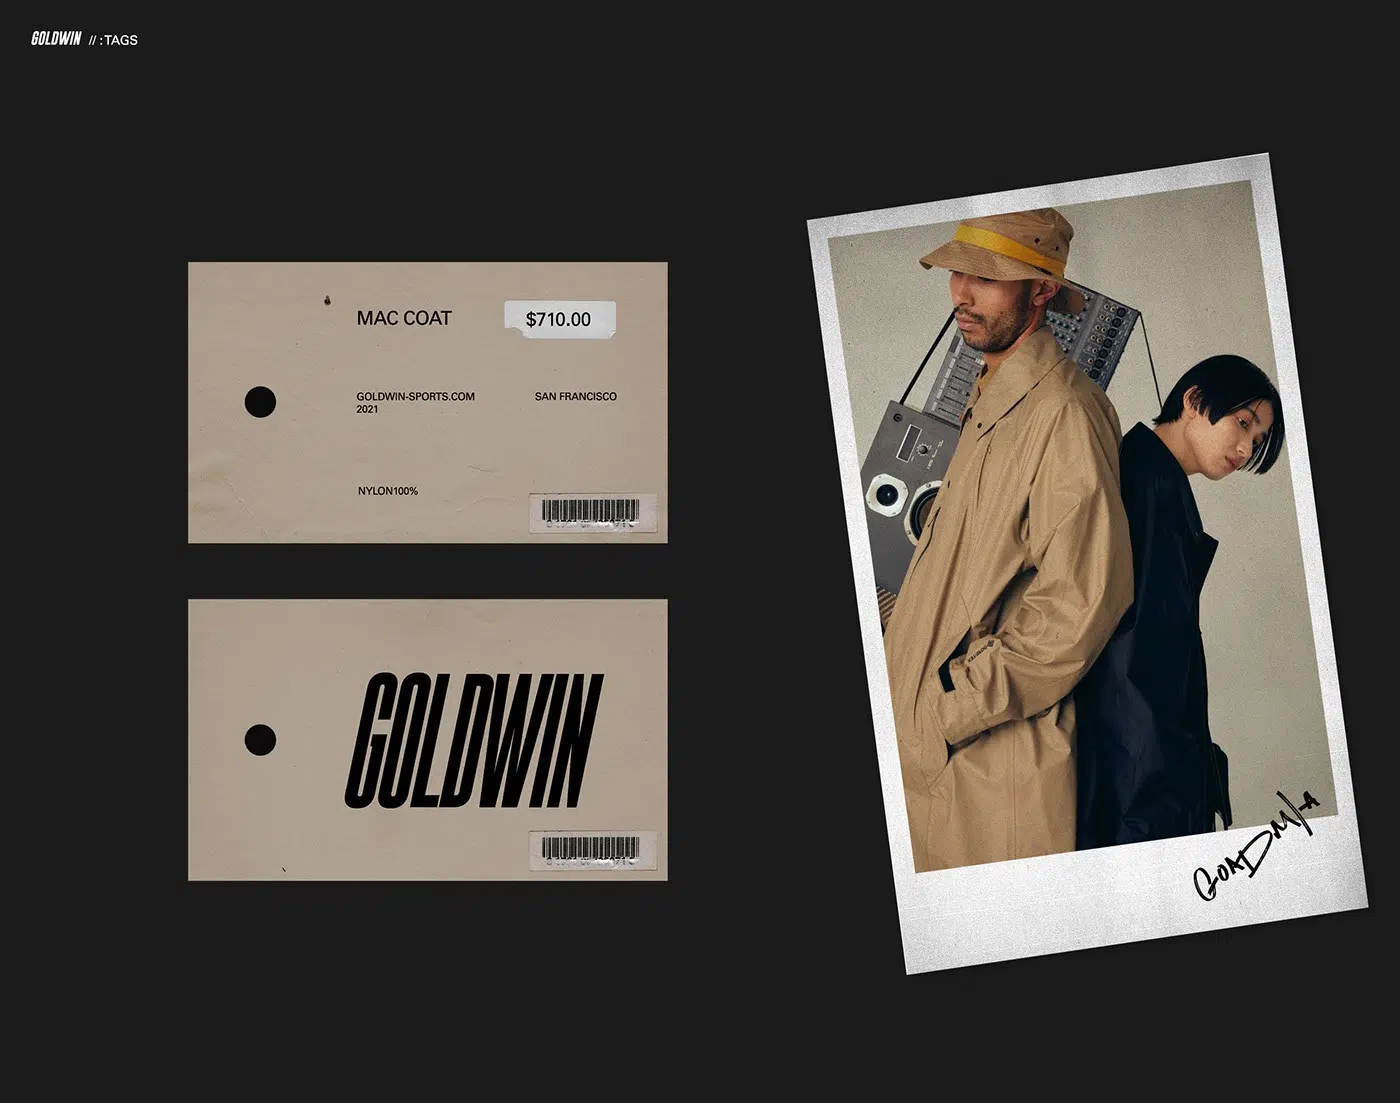 GOLDWIN // :TAGS
MAC COAT
$710.00
GOLDWIN-SPORTS.COM
2021
SAN FRANCISCO
NYLON100%
GOLDWIN